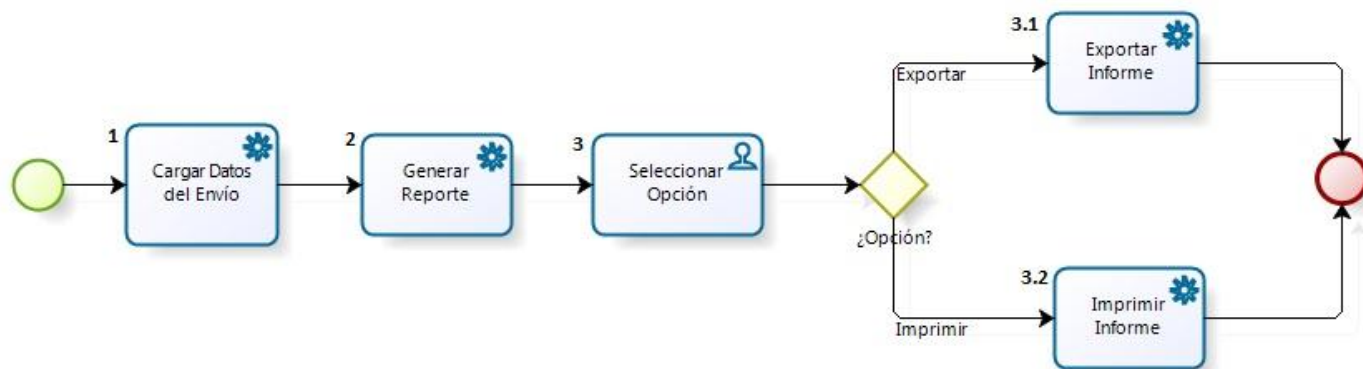 1
Cargar Datos
del Envío
2
Generar
Reporte
3
Seleccionar
Opción
¿Opción?
Exportar
3.1
Exportar
Informe
Imprimir
3.2
Imprimir
Informe